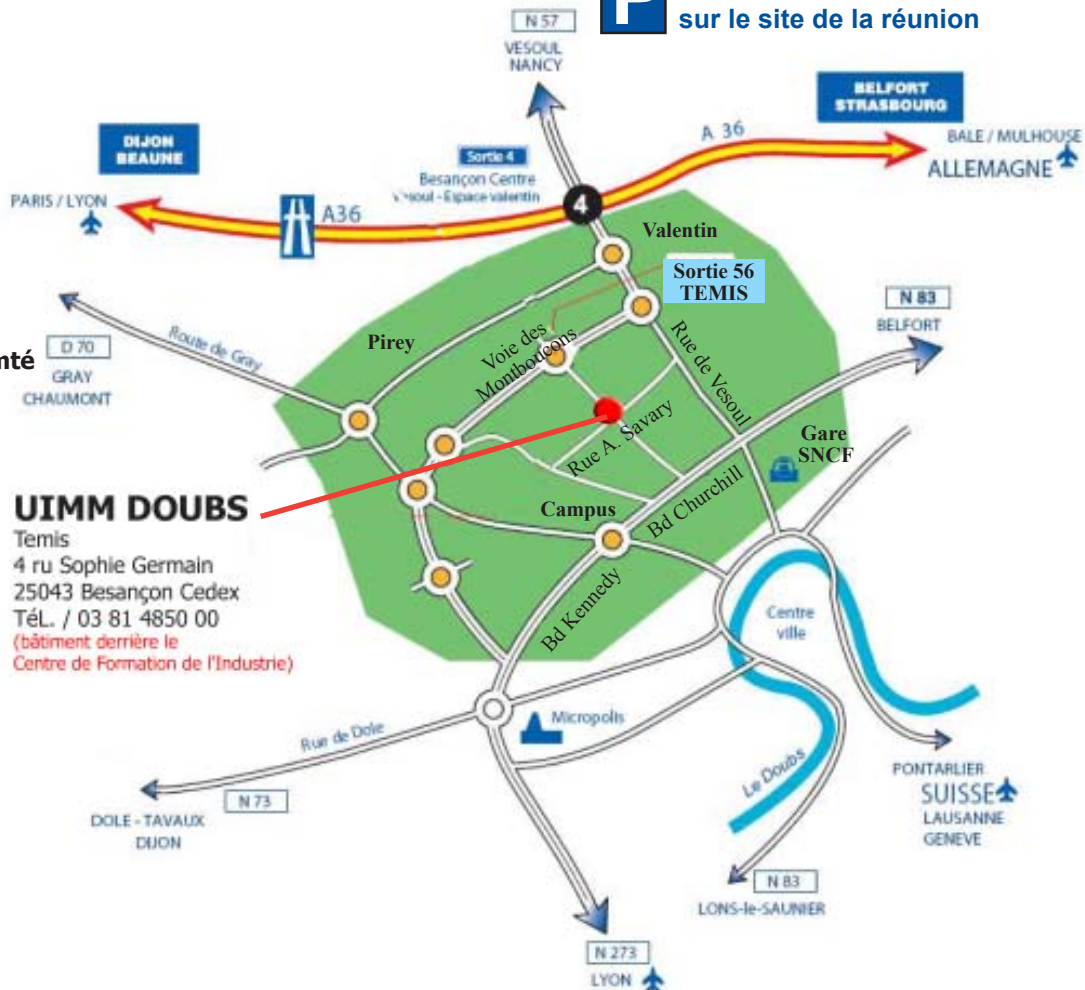 P
sur le site de la réunion
N 57
VESOUL
NANCY
BELFORT
STRASBOURG
A 36
BALE / MULHOUSE
ALLEMAGNE
DIJON
BEAUNE
Sortie 4
Besançon Centre
Vesoul - Espace valentin
PARIS / LYON
A36
4
Valentin
Sortie 56
TEMIS
N 83
BELFORT
Route de Gray
Pirey
Voie des
Montboucons
Rue de Vesoul
mté
D 70
GRAY
CHAUMONT
Rue A. Savary
Gare
SNCF
UIMM DOUBS
Temis
4 ru Sophie Germain
25043 Besançon Cedex
TéL. / 03 81 4850 00
(bâtiment derrière le
Centre de Formation de l'Industrie)
Campus
Bd Churchill
Bd Kennedy
Centre
ville
Micropolis
Rue de Dole
Le Doubs
N 73
DOLE - TAVAUX
DIJON
PONTARLIER
SUISSE
LAUSANNE
GENEVE
N 83
LONS-le-SAUNIER
N 273
LYON